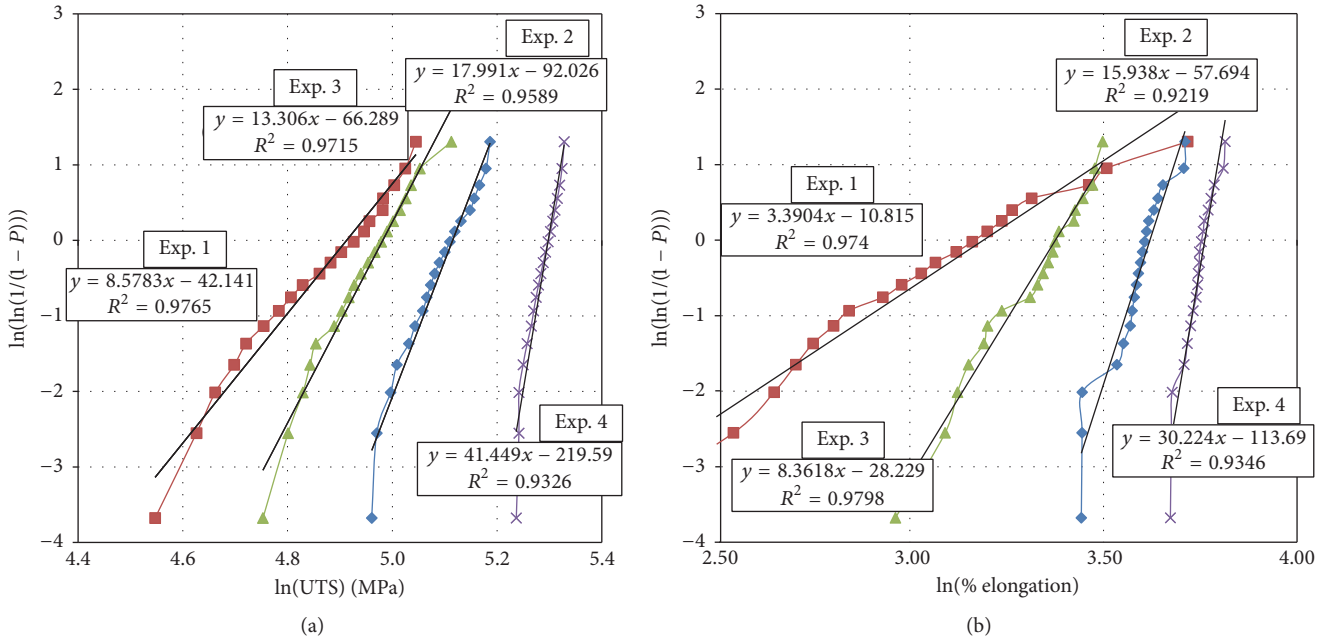 3
2
1
0
−1
−2
−3
−4
ln(ln(1/(1 − P)))
4.4
4.6
4.8
5.0
5.2
5.4
ln(UTS) (MPa)
Exp. 2
y = 17.991x − 92.026
R² = 0.9589
Exp. 3
y = 13.306x − 66.289
R² = 0.9715
Exp. 1
y = 8.5783x − 42.141
R² = 0.9765
Exp. 4
y = 41.449x − 219.59
R² = 0.9326
(a)
3
2
1
0
−1
−2
−3
−4
ln(ln(1/(1 − P)))
2.50
3.00
3.50
4.00
ln(% elongation)
Exp. 2
y = 15.938x − 57.694
R² = 0.9219
Exp. 1
y = 3.3904x − 10.815
R² = 0.974
Exp. 4
y = 30.224x − 113.69
R² = 0.9346
Exp. 3
y = 8.3618x − 28.229
R² = 0.9798
(b)